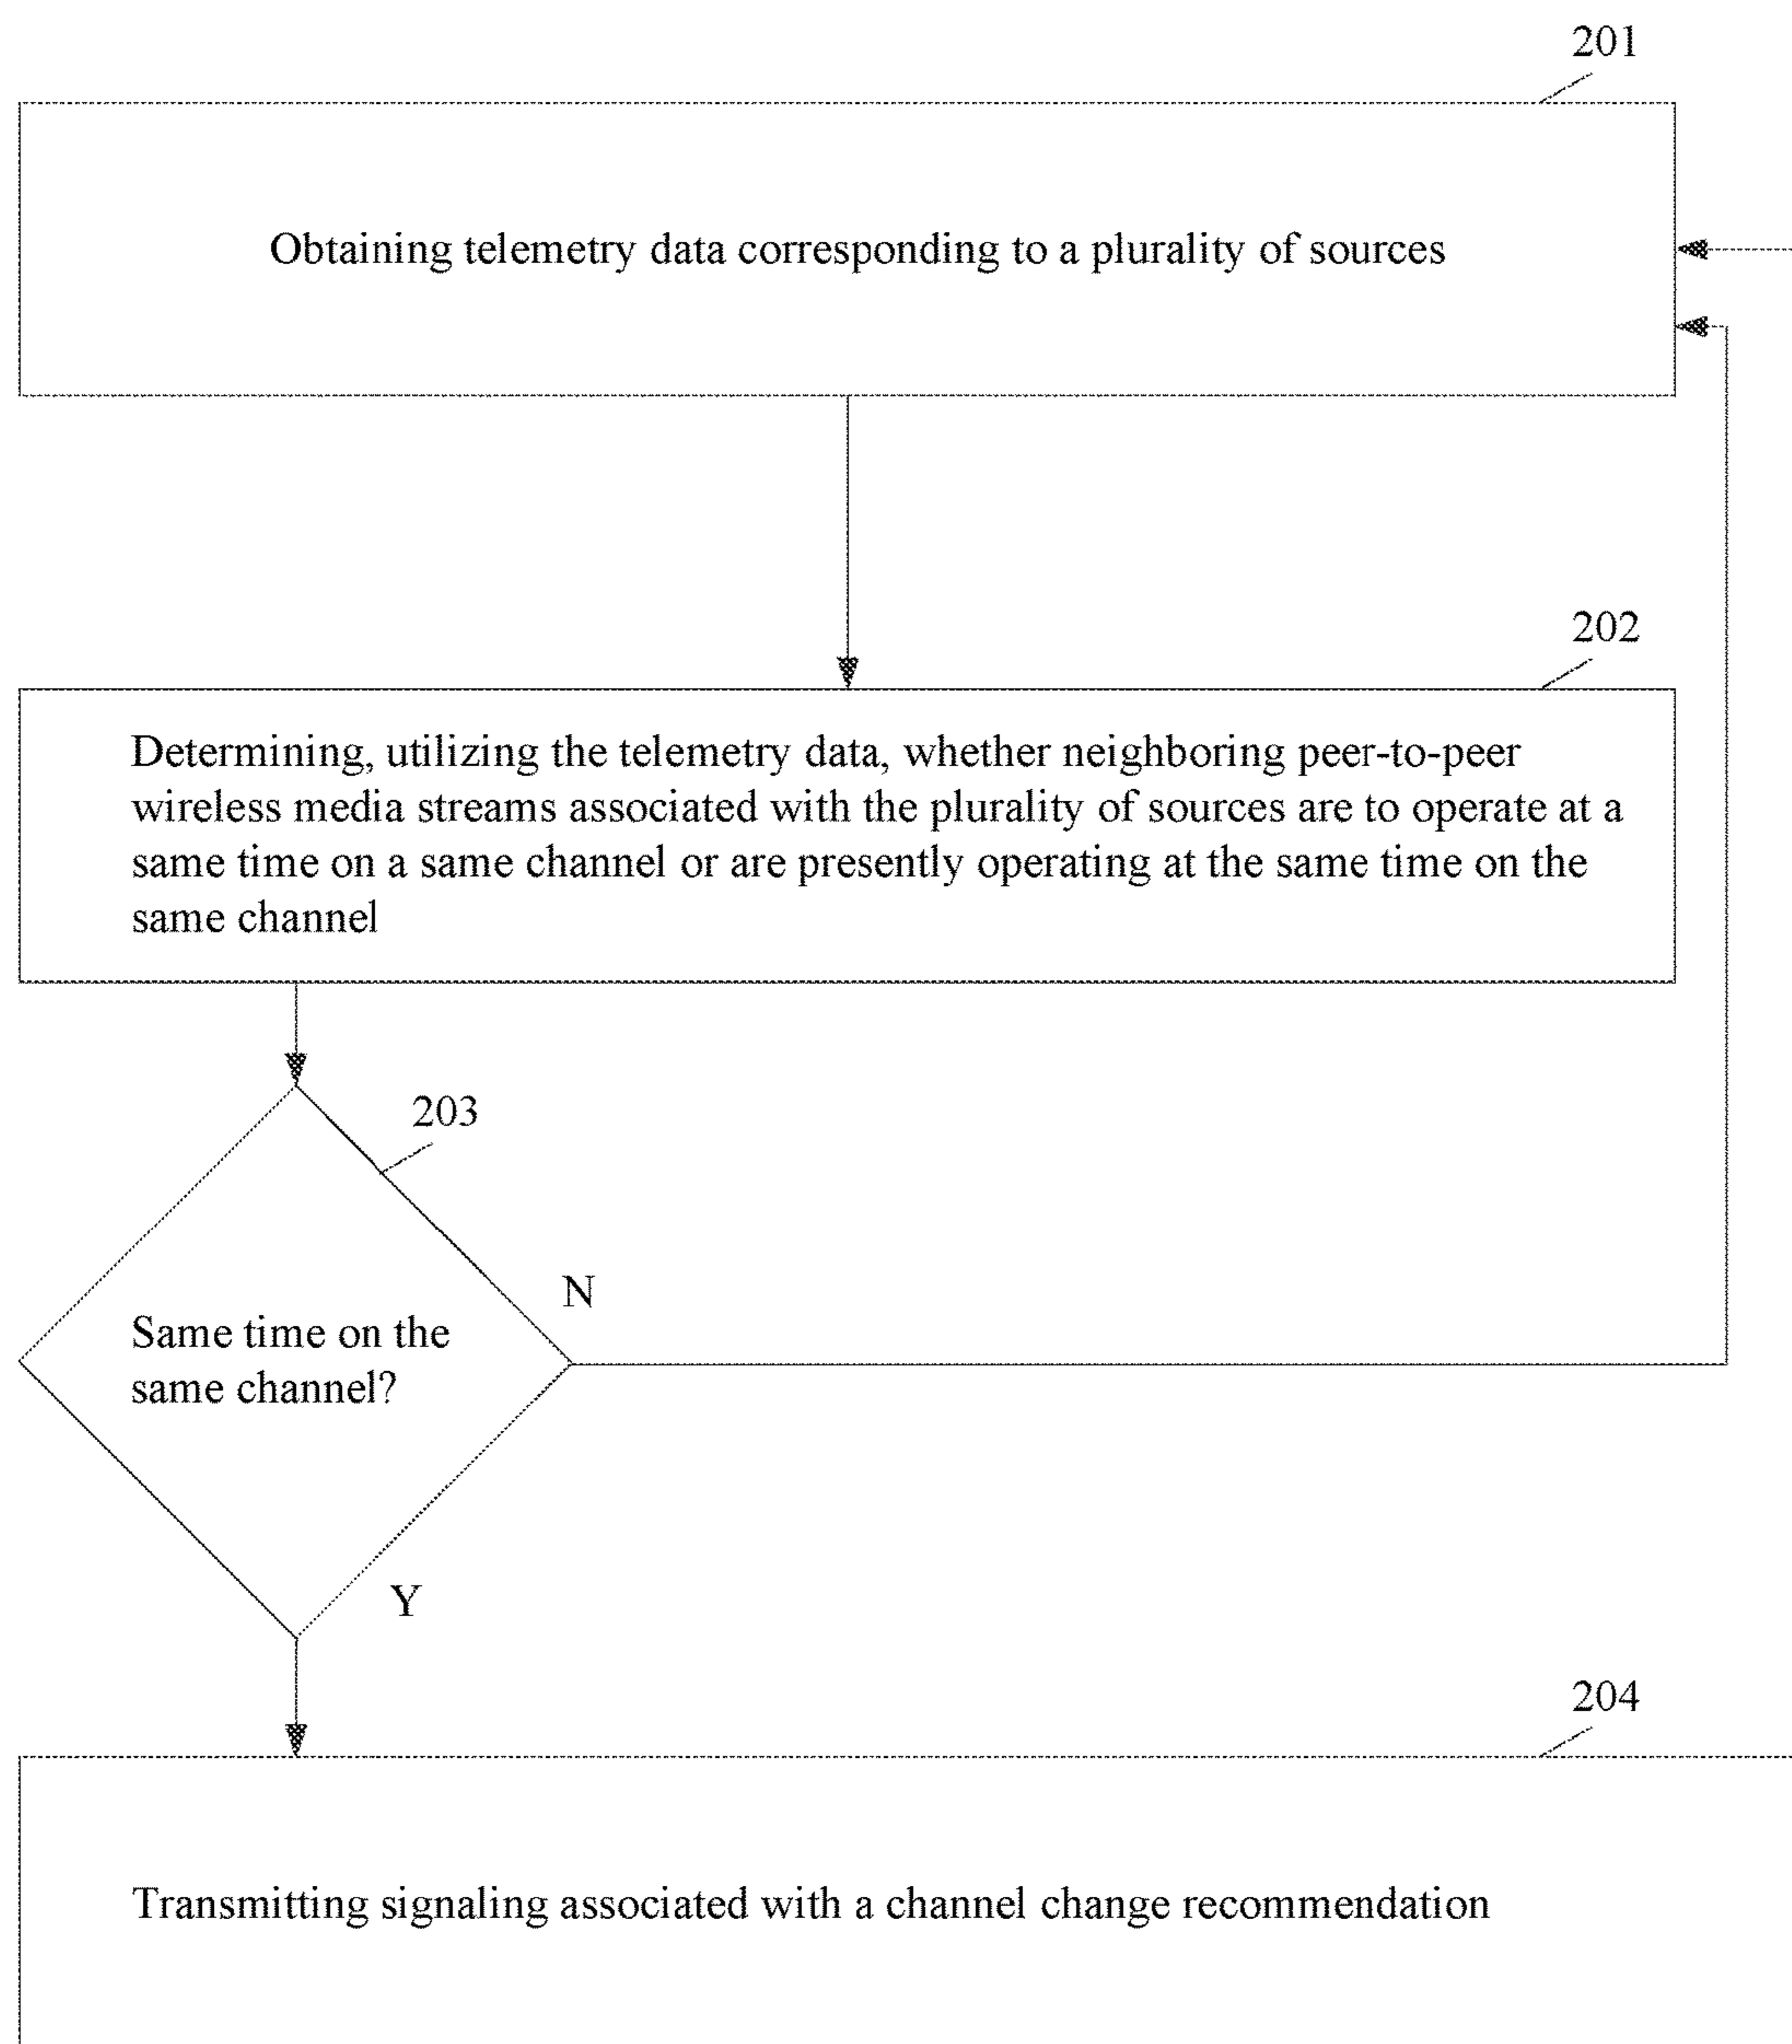 201
Obtaining telemetry data corresponding to a plurality of sources
202
Determining, utilizing the telemetry data, whether neighboring peer-to-peer
wireless media streams associated with the plurality of sources are to operate at a
same time on a same channel or are presently operating at the same time on the
same channel
203
N
Same time on the
same channel?
Y
204
Transmitting signaling associated with a channel change recommendation